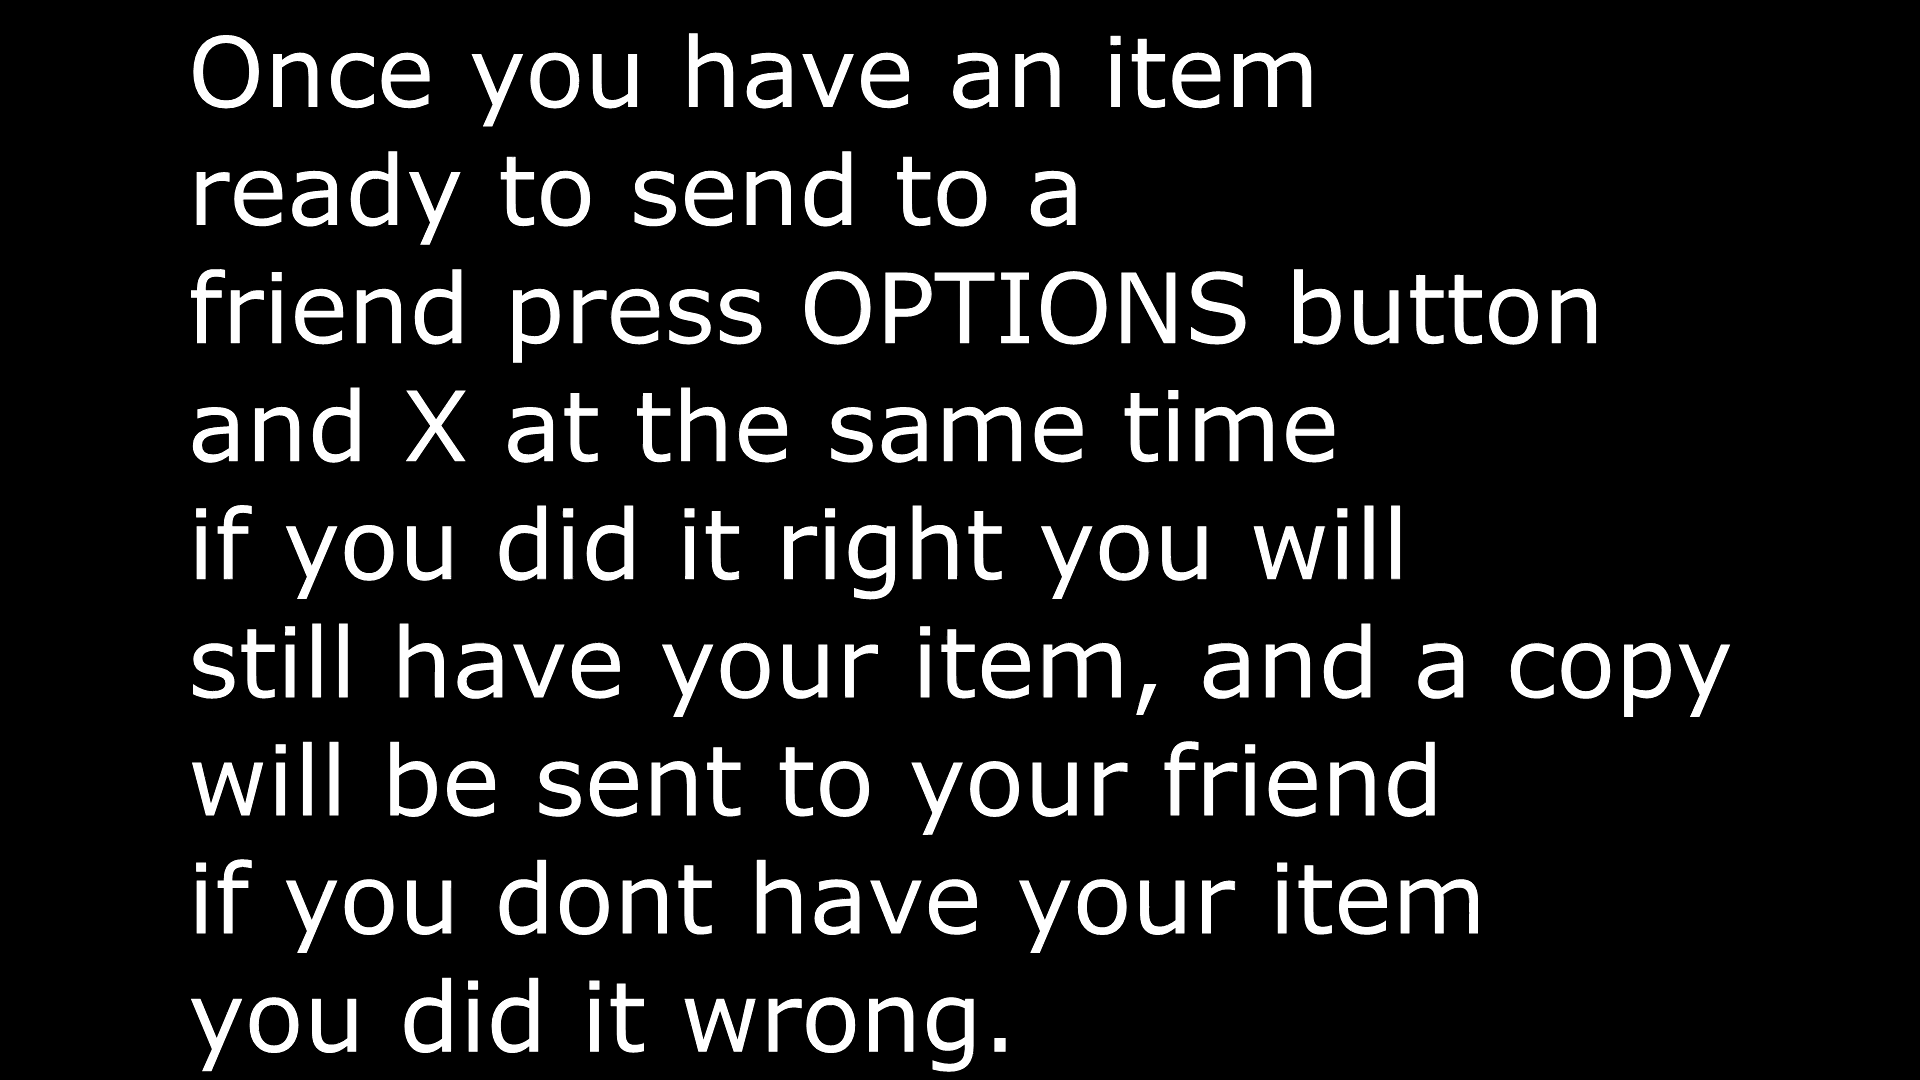 Once you have an item
ready to send to a
friend press OPTIONS button
and X at the same time
if you did it right you will
still have your item, and a copy
will be sent to your friend
if you dont have your item
you did it wrong.